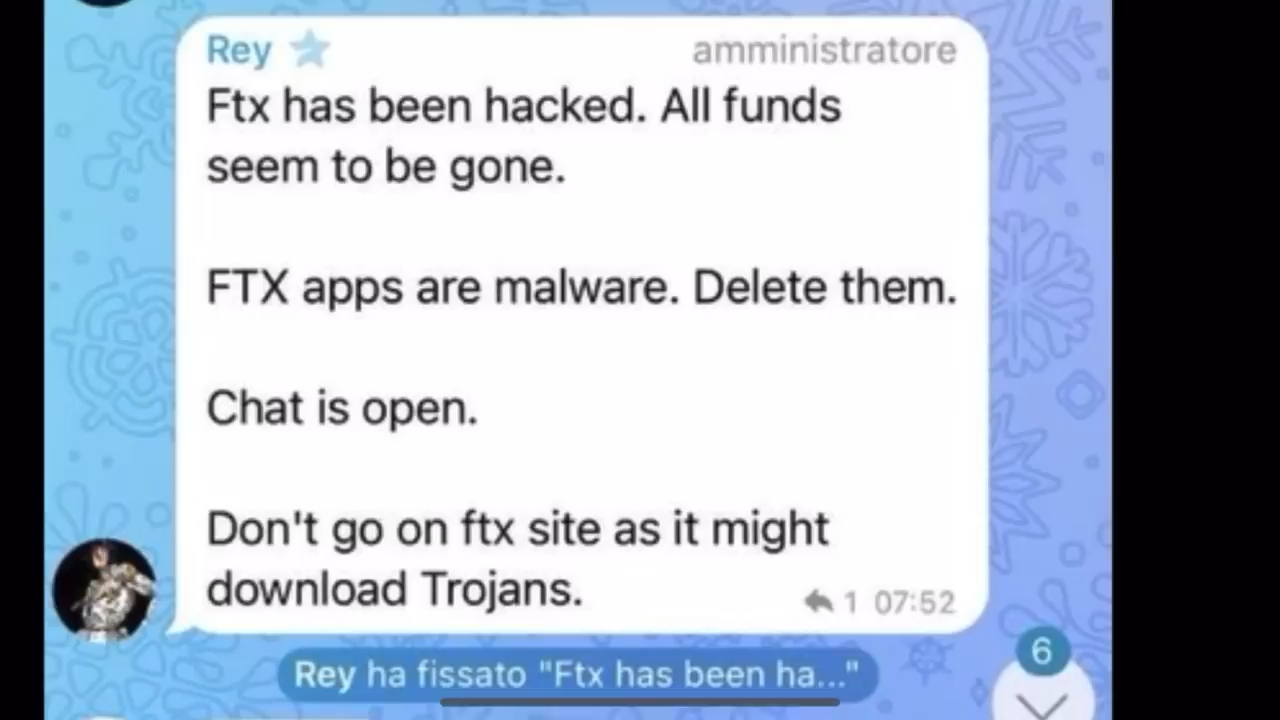 Rey amministratore
Ftx has been hacked. All funds
seem to be gone.
FTX apps are malware. Delete them.
Chat is open.
Don't go on ftx site as it might
download Trojans.
1 07:52
Rey ha fissato "Ftx has been ha..."
6